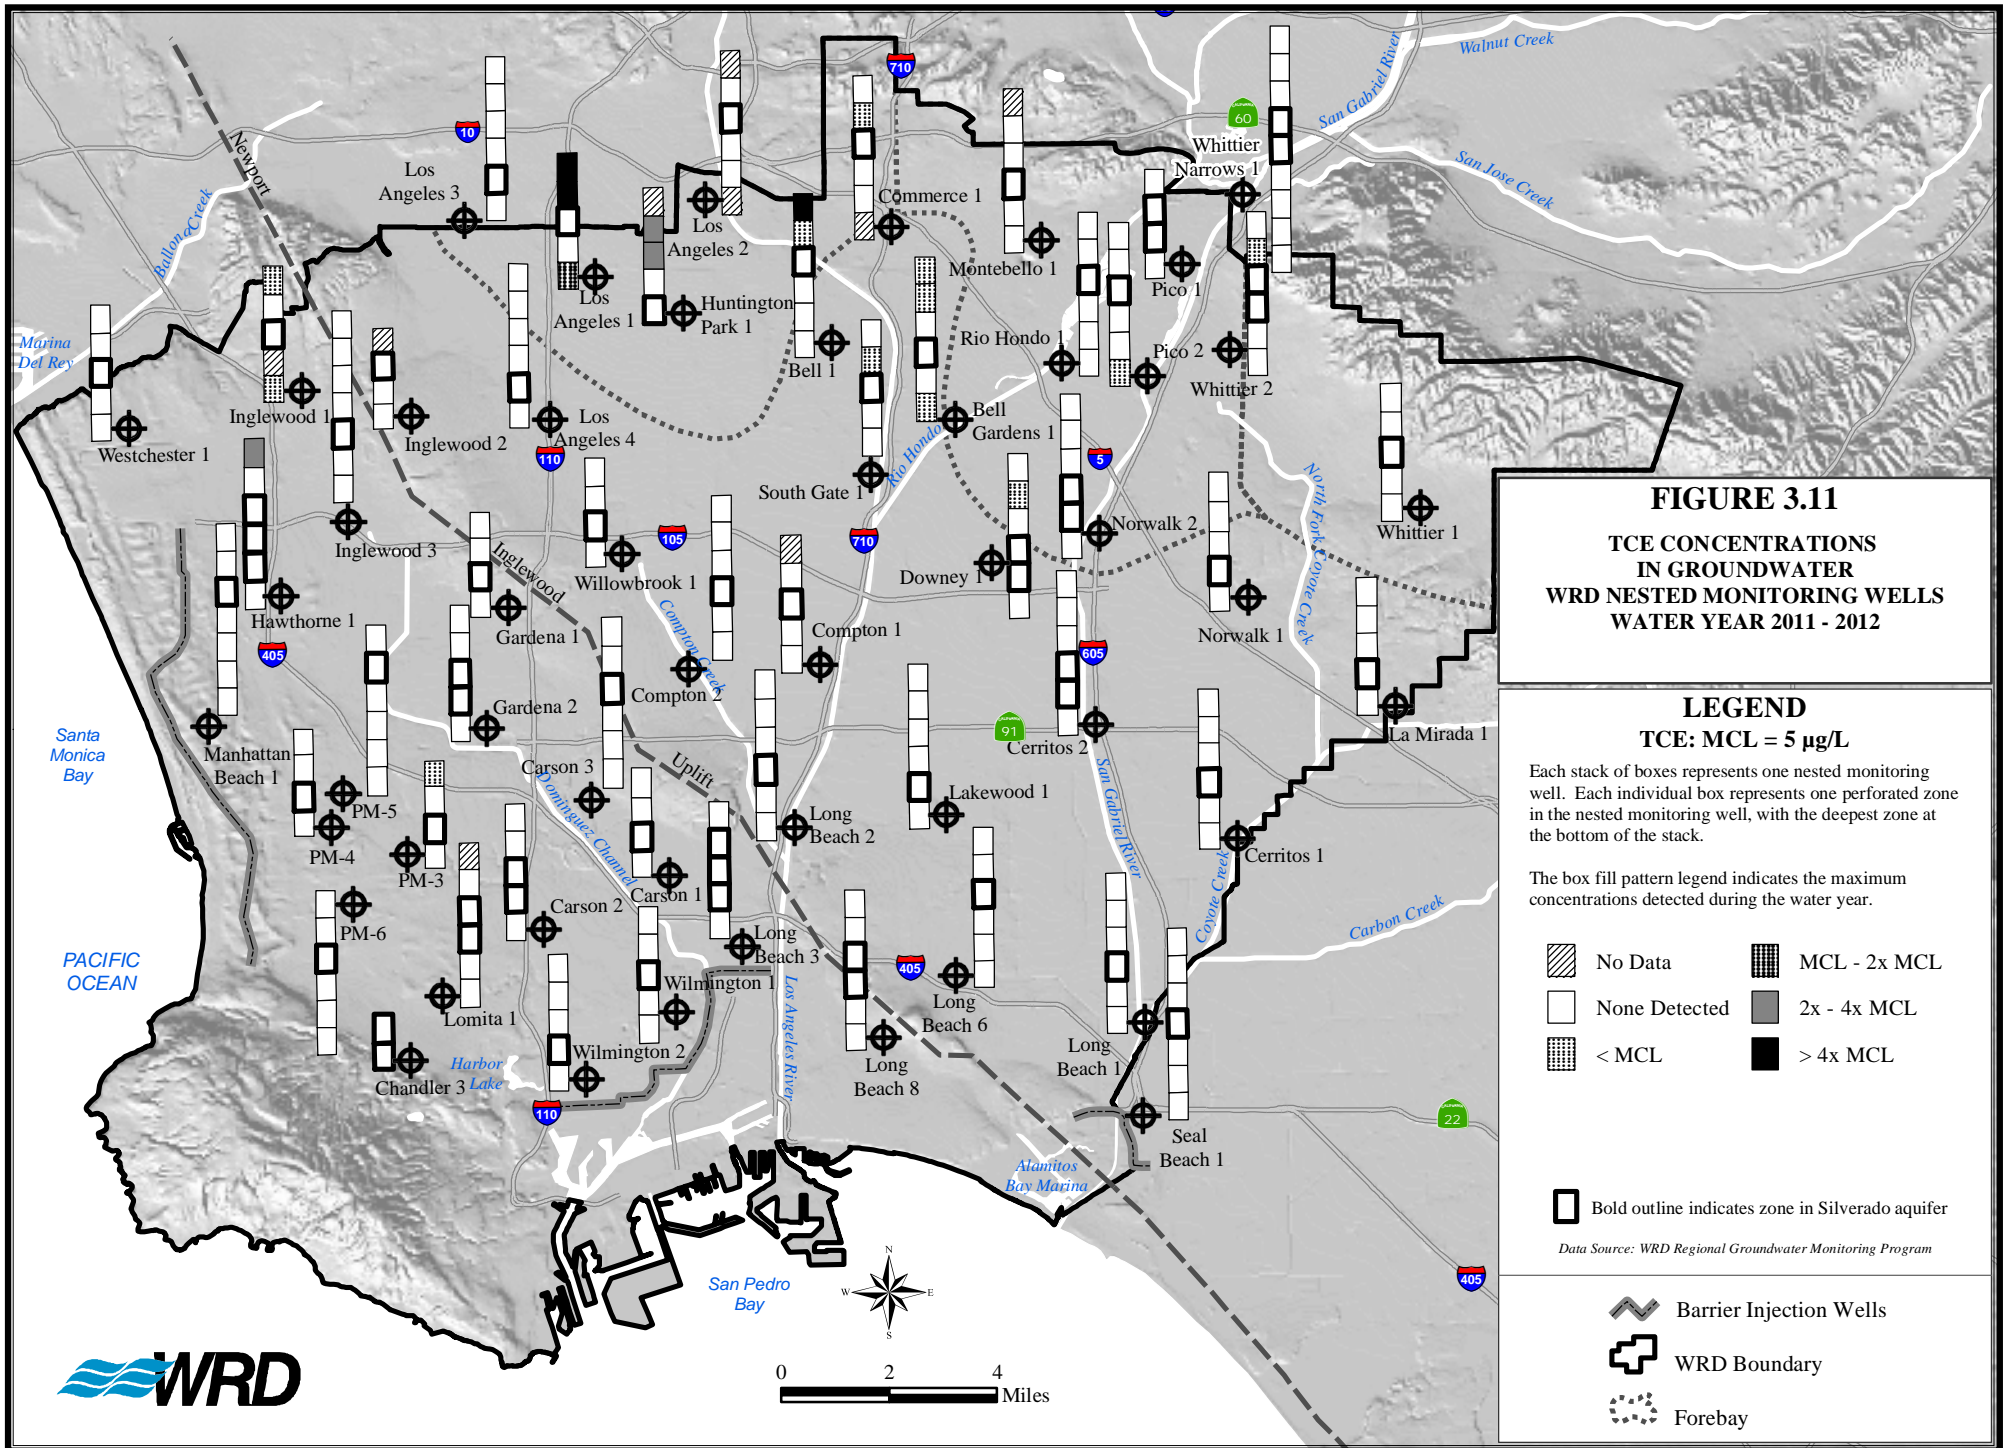 710
Walnut Creek
San Gabriel River
60
10
Newport
Los
Angeles 3
Whittier
Narrows 1
San Jose Creek
Ballona Creek
Los
Angeles 2
Commerce 1
Montebello 1
Pico 1
Los
Angeles 1
Huntington
Park 1
Marina
Del Rey
Rio Hondo 1
Pico 2
Bell 1
Whittier 2
Inglewood 1
Inglewood 2
Los
Angeles 4
Bell
Gardens 1
Westchester 1
110
5
Rio Hondo
South Gate 1
North Fork Coyote Creek
Whittier 1
Inglewood 3
Inglewood
105
710
Norwalk 2
Willowbrook 1
Downey 1
Hawthorne 1
Gardena 1
Compton Creek
Compton 1
Norwalk 1
405
605
Compton 2
Gardena 2
91
Cerritos 2
La Mirada 1
Santa
Monica
Bay
Manhattan
Beach 1
Carson 3
Uplift
San Gabriel River
PM-5
Dominguez Channel
Lakewood 1
Long
Beach 2
PM-4
PM-3
Cerritos 1
Carson 1
Coyote Creek
Carson 2
PM-6
Long
Beach 3
Carbon Creek
PACIFIC
OCEAN
405
Wilmington 1
Los Angeles River
Lomita 1
Long
Beach 6
Wilmington 2
Long
Beach 1
Harbor
Lake
Chandler 3
Long
Beach 8
110
22
Seal
Beach 1
Alamitos
Bay Marina
405
San Pedro
Bay
N
W
E
S
WRD
0 2 4
Miles
FIGURE 3.11
TCE CONCENTRATIONS
IN GROUNDWATER
WRD NESTED MONITORING WELLS
WATER YEAR 2011 - 2012
LEGEND
TCE: MCL = 5 µg/L
Each stack of boxes represents one nested monitoring
well. Each individual box represents one perforated zone
in the nested monitoring well, with the deepest zone at
the bottom of the stack.
The box fill pattern legend indicates the maximum
concentrations detected during the water year.
No Data
MCL - 2x MCL
None Detected
2x - 4x MCL
< MCL
> 4x MCL
Bold outline indicates zone in Silverado aquifer
Data Source: WRD Regional Groundwater Monitoring Program
Barrier Injection Wells
WRD Boundary
Forebay